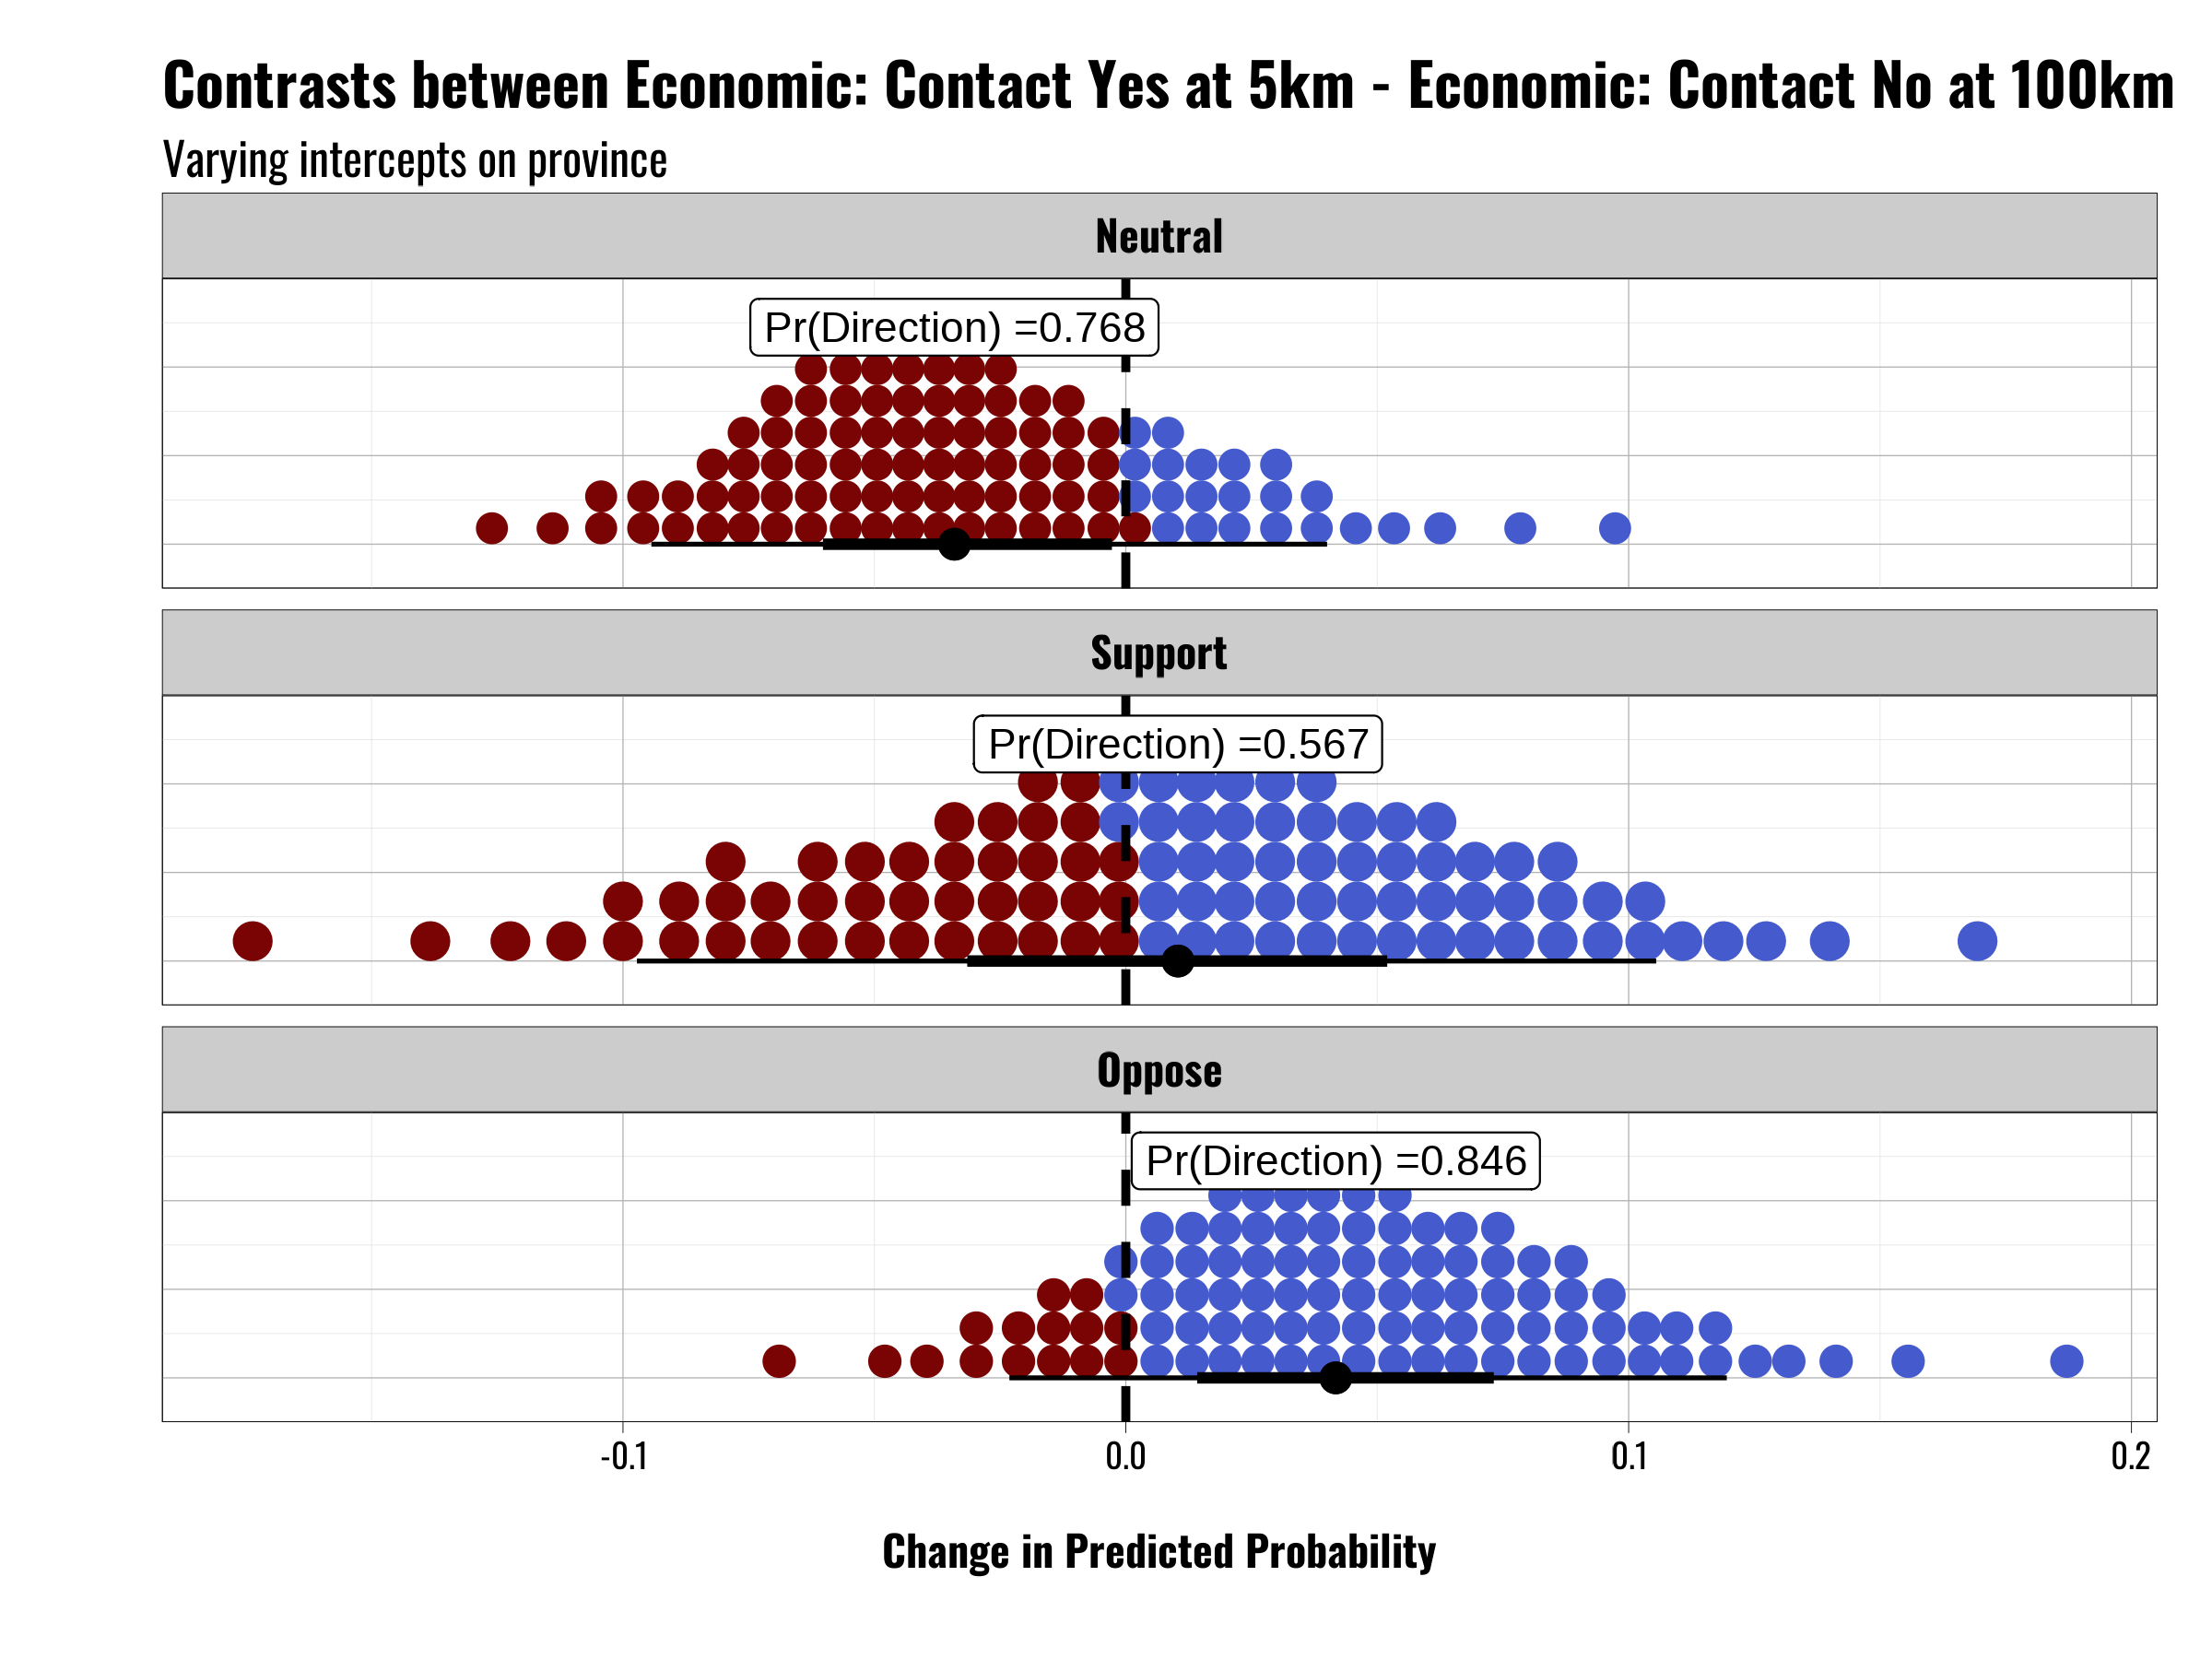 Contrasts between Economic: Contact Yes at 5km - Economic: Contact No at 100km
Varying intercepts on province
Neutral
Pr(Direction) =0.768
Support
Pr(Direction) =0.567
Oppose
Pr(Direction) =0.846
-0.1 0.0 0.1 0.2
Change in Predicted Probability